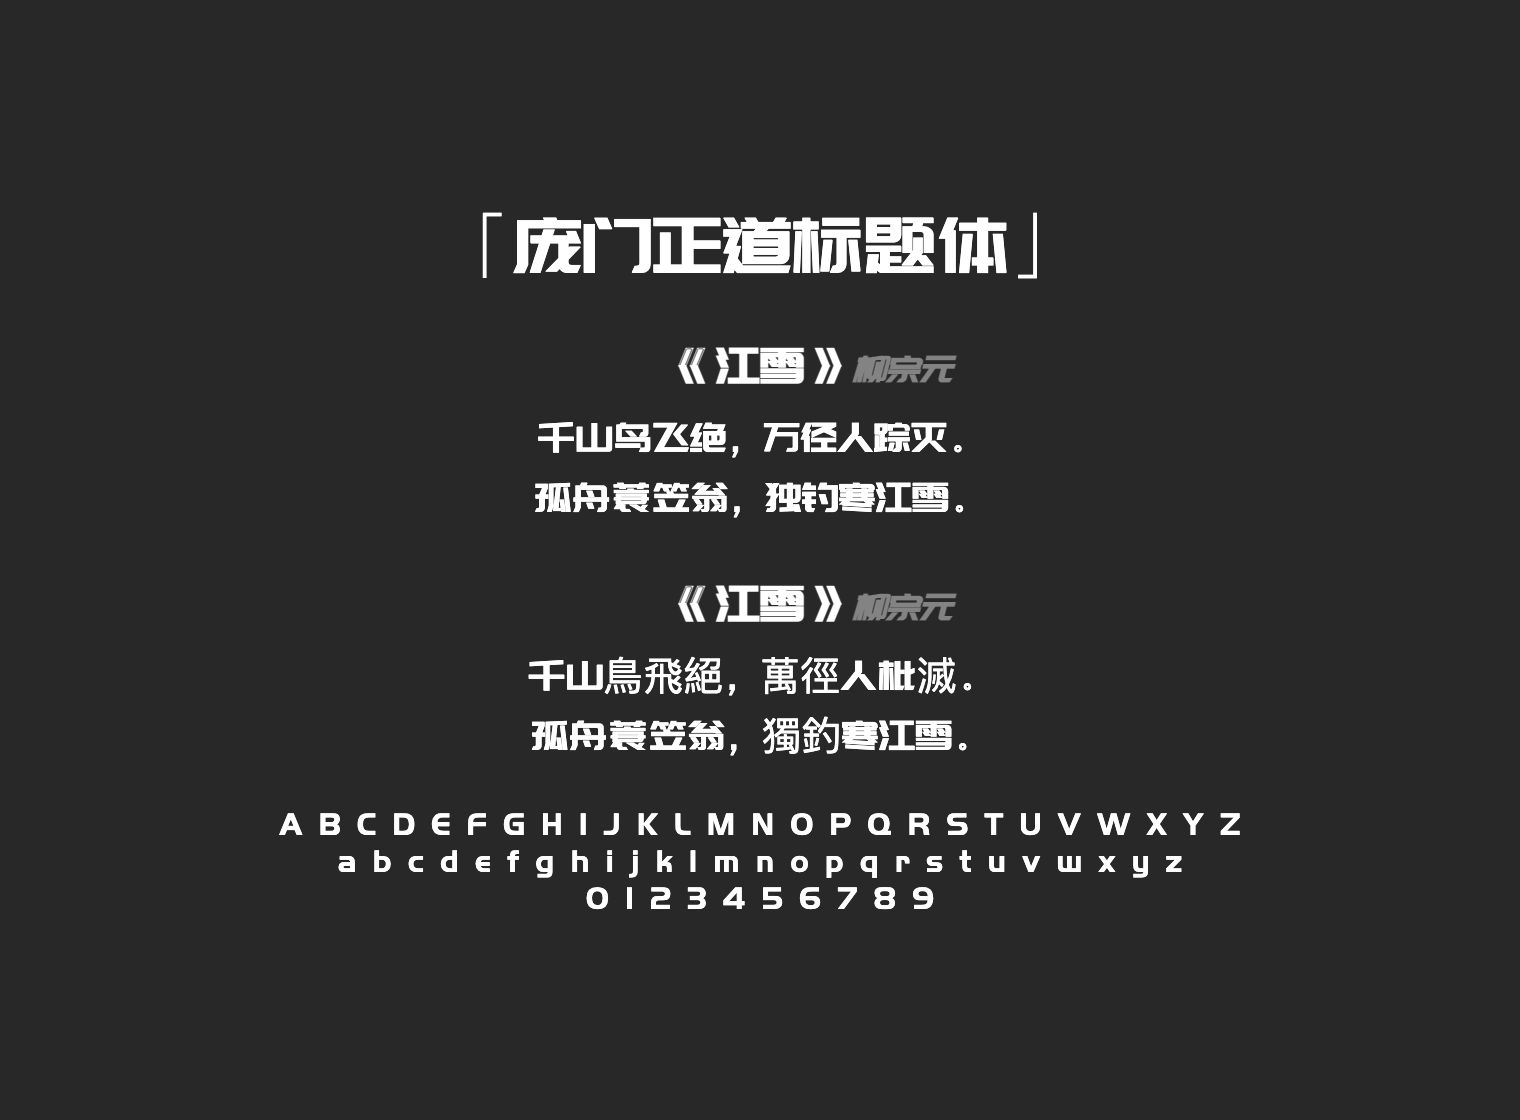 「庞门正道标题体」
《江雪》柳宗元
千山鸟飞绝，万径人踪灭。
孤舟蓑笠翁，独钓寒江雪。
《江雪》柳宗元
千山鳥飛絕，萬徑人枇滅。
孤舟蓑笠翁，獨釣寒江雪。
A B C D E F G H I J K L M N O P Q R S T U V W X Y Z
a b c d e f g h i j k l m n o p q r s t u v w x y z
0 1 2 3 4 5 6 7 8 9